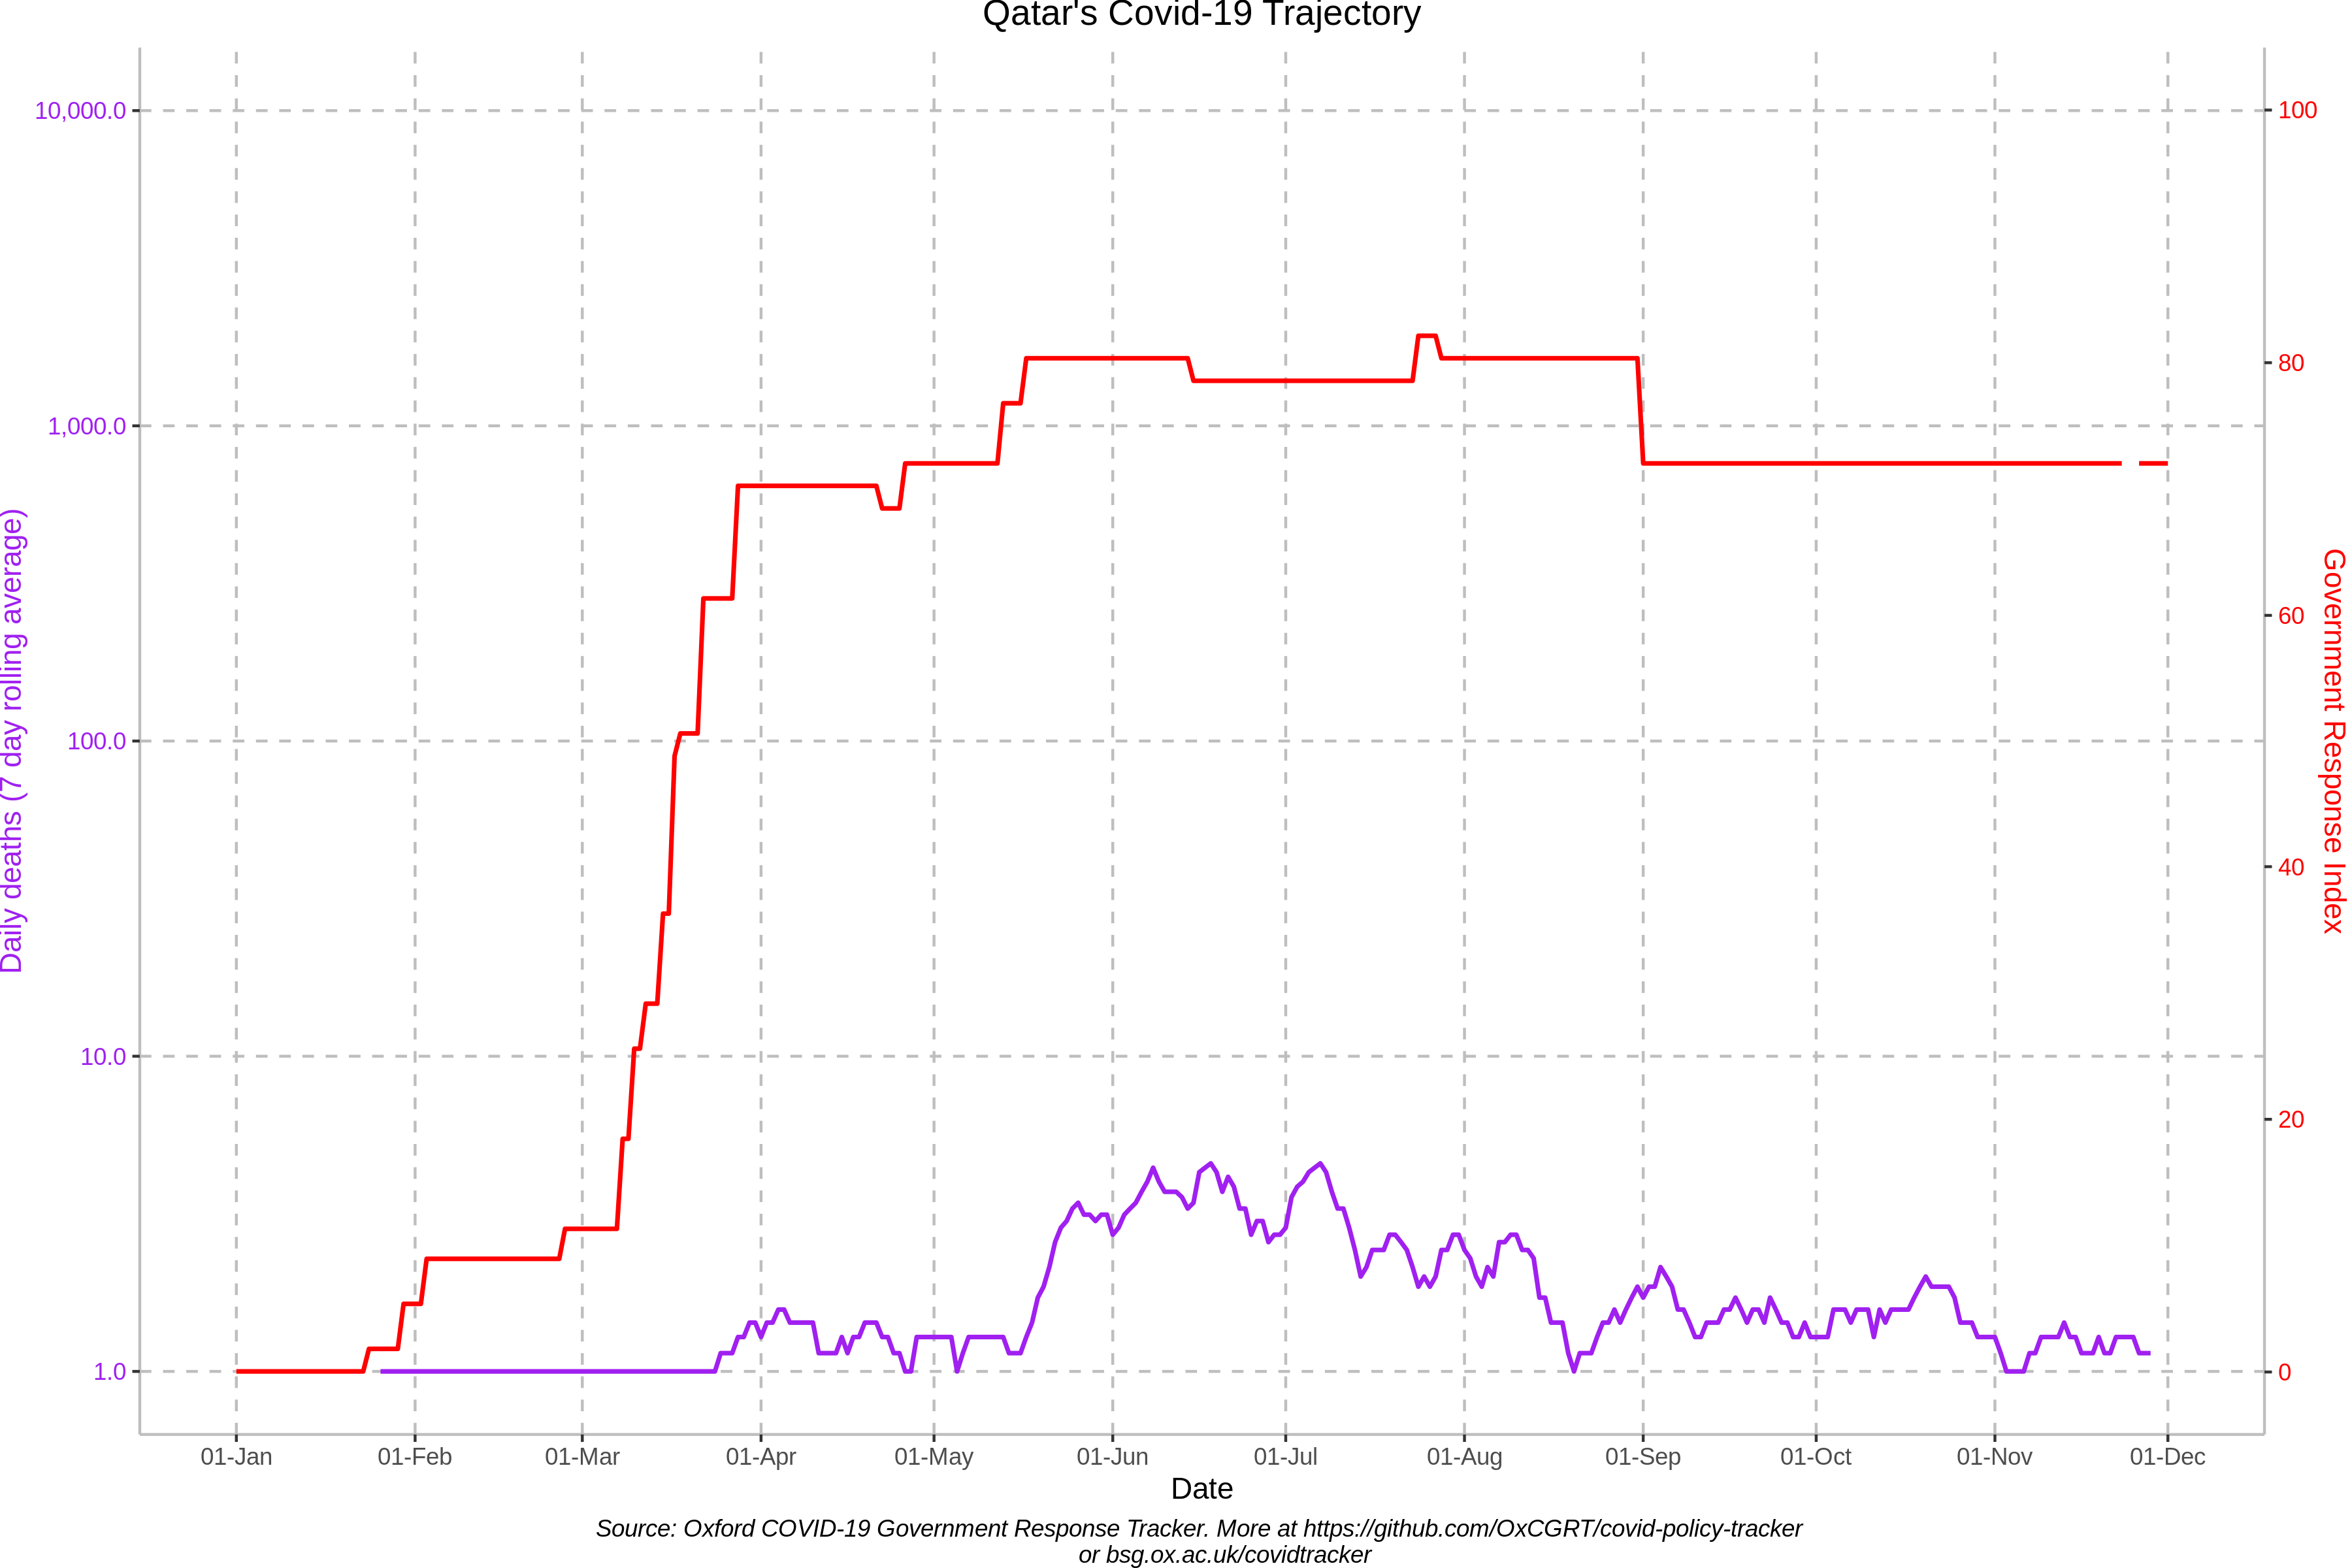 Qatar's Covid-19 Trajectory
10,000.0
1,000.0
100.0
10.0
1.0
Daily deaths (7 day rolling average)
100
80
60
40
20
0
Government Response Index
01-Jan 01-Feb 01-Mar 01-Apr 01-May 01-Jun 01-Jul 01-Aug 01-Sep 01-Oct 01-Nov 01-Dec
Date
Source: Oxford COVID-19 Government Response Tracker. More at https://github.com/OxCGRT/covid-policy-tracker
or bsg.ox.ac.uk/covidtracker